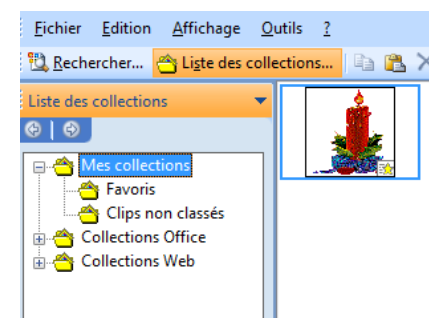 Fichier Edition Affichage Outils ?
Rechercher... Liste des collections...
Liste des collections
Mes collections
Favoris
Clips non classés
Collections Office
Collections Web